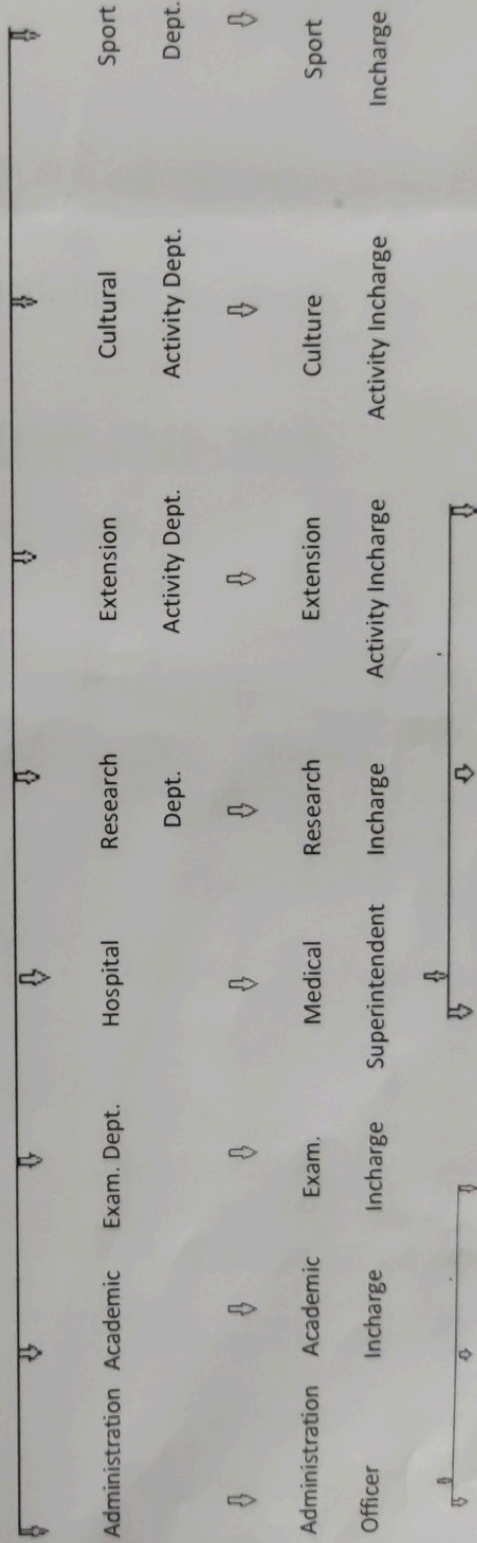 Administration Academic Exam. Dept. Hospital Research Extension Cultural Sport
Dept. Activity Dept. Activity Dept. Dept.
Administration Academic Exam. Medical Research Extension Culture Sport
Officer Incharge Incharge Superintendent Incharge Activity Incharge Activity Incharge Incharge